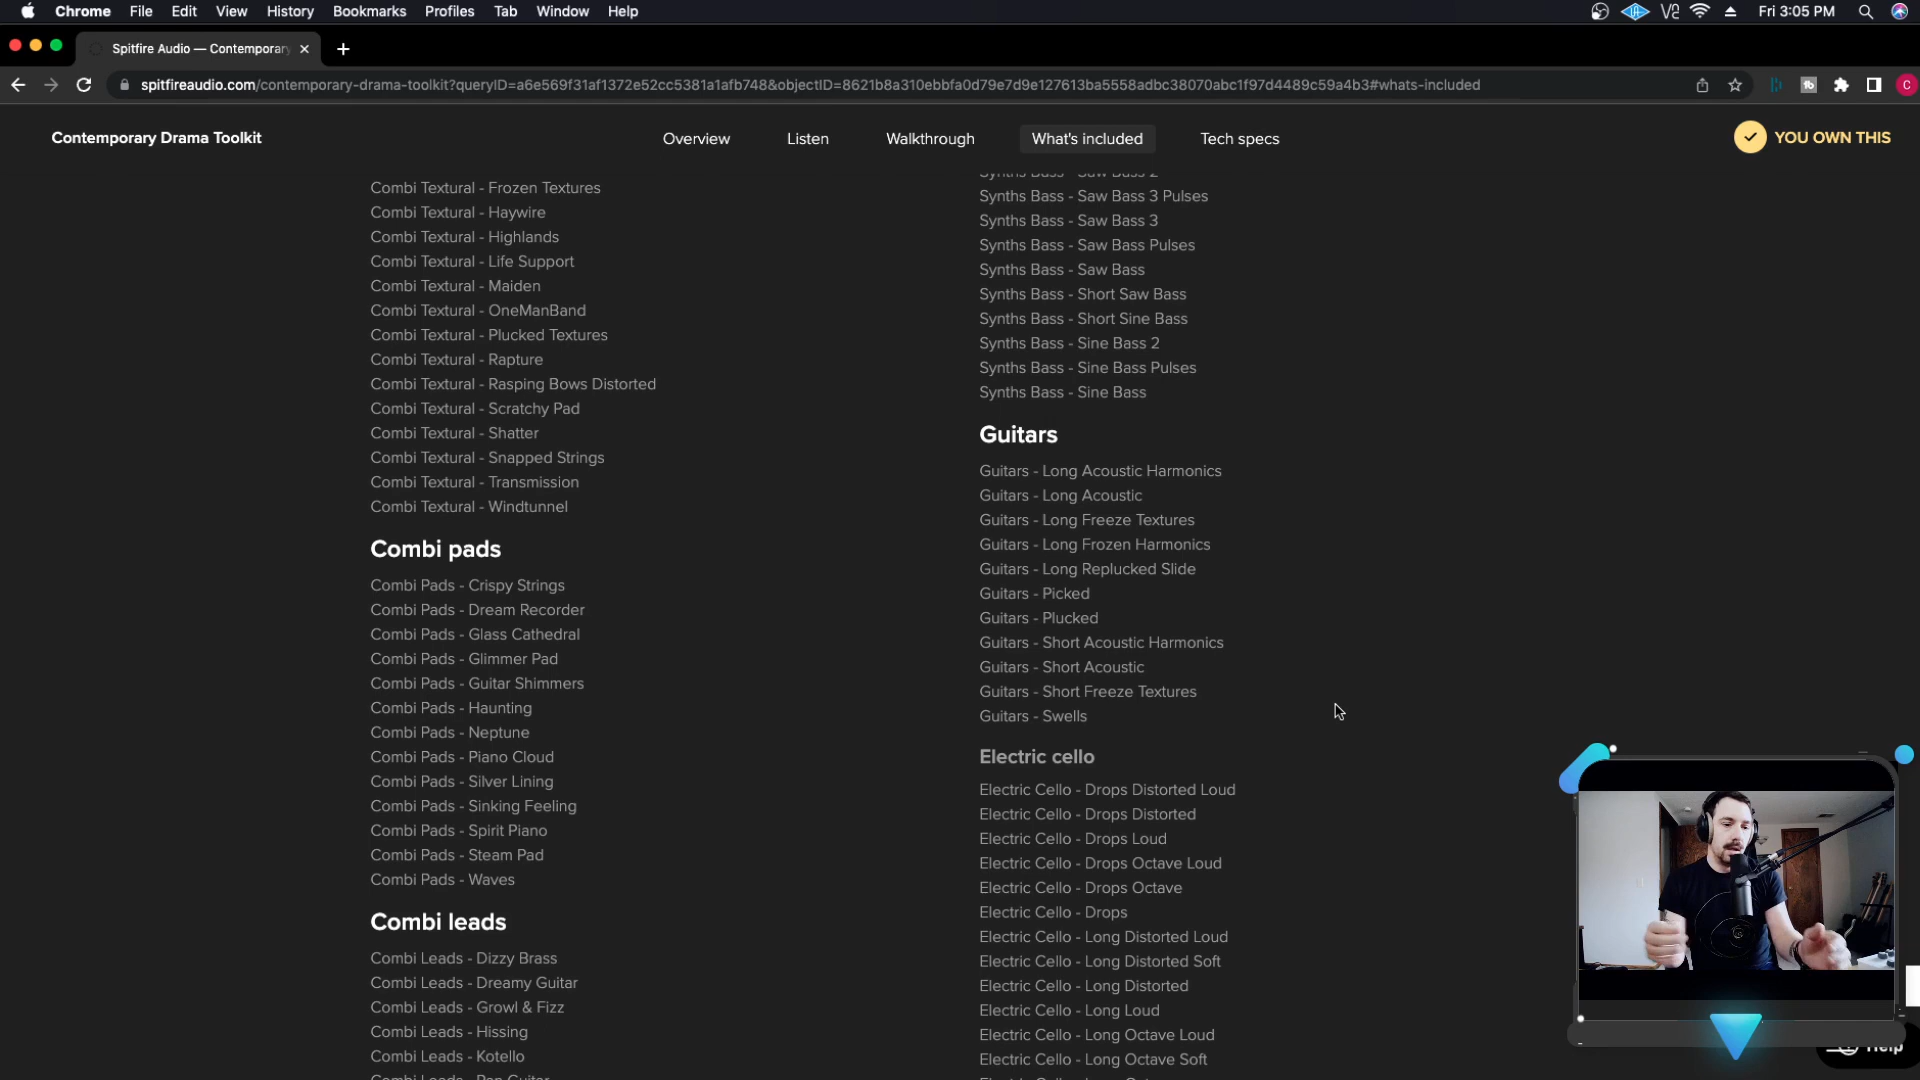 Chrome File Edit View History Bookmarks Profiles Tab Window Help
Fri 3:05 PM
Spitfire Audio — Contemporary
spitfireaudio.com/contemporary-drama-toolkit?queryID=a6e569f31af1372e52cc5381a1afb748&objectID=8621b8a310ebbfa0d79e7d9e127613ba5558adbc38070abc1f97d4489c59a4b3#whats-included
C
Contemporary Drama Toolkit
Overview Listen Walkthrough What's included Tech specs
YOU OWN THIS
Combi Textural - Frozen Textures
Combi Textural - Haywire
Combi Textural - Highlands
Combi Textural - Life Support
Combi Textural - Maiden
Combi Textural - OneManBand
Combi Textural - Plucked Textures
Combi Textural - Rapture
Combi Textural - Rasping Bows Distorted
Combi Textural - Scratchy Pad
Combi Textural - Shatter
Combi Textural - Snapped Strings
Combi Textural - Transmission
Combi Textural - Windtunnel
Combi pads
Combi Pads - Crispy Strings
Combi Pads - Dream Recorder
Combi Pads - Glass Cathedral
Combi Pads - Glimmer Pad
Combi Pads - Guitar Shimmers
Combi Pads - Haunting
Combi Pads - Neptune
Combi Pads - Piano Cloud
Combi Pads - Silver Lining
Combi Pads - Sinking Feeling
Combi Pads - Spirit Piano
Combi Pads - Steam Pad
Combi Pads - Waves
Combi leads
Combi Leads - Dizzy Brass
Combi Leads - Dreamy Guitar
Combi Leads - Growl & Fizz
Combi Leads - Hissing
Combi Leads - Kotello
Synths Bass - Saw Bass 2
Synths Bass - Saw Bass 3 Pulses
Synths Bass - Saw Bass 3
Synths Bass - Saw Bass Pulses
Synths Bass - Saw Bass
Synths Bass - Short Saw Bass
Synths Bass - Short Sine Bass
Synths Bass - Sine Bass 2
Synths Bass - Sine Bass Pulses
Synths Bass - Sine Bass
Guitars
Guitars - Long Acoustic Harmonics
Guitars - Long Acoustic
Guitars - Long Freeze Textures
Guitars - Long Frozen Harmonics
Guitars - Long Replucked Slide
Guitars - Picked
Guitars - Plucked
Guitars - Short Acoustic Harmonics
Guitars - Short Acoustic
Guitars - Short Freeze Textures
Guitars - Swells
Electric cello
Electric Cello - Drops Distorted Loud
Electric Cello - Drops Distorted
Electric Cello - Drops Loud
Electric Cello - Drops Octave Loud
Electric Cello - Drops Octave
Electric Cello - Drops
Electric Cello - Long Distorted Loud
Electric Cello - Long Distorted Soft
Electric Cello - Long Distorted
Electric Cello - Long Loud
Electric Cello - Long Octave Loud
Electric Cello - Long Octave Soft
Help